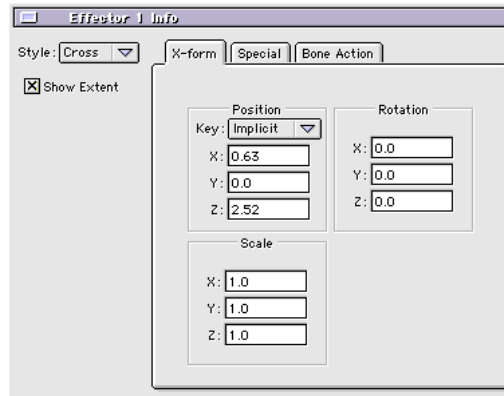 Effector 1 Info
Style: Cross
Show Extent
X-form Special Bone Action
Position
Key: Implicit
X: 0.63
Y: 0.0
Z: 2.52
Rotation
X: 0.0
Y: 0.0
Z: 0.0
Scale
X: 1.0
Y: 1.0
Z: 1.0